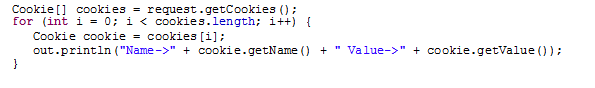 Cookie[] cookies = request.getCookies();
for (int i = 0; i < cookies.length; i++) {
   Cookie cookie = cookies[i];
   out.println("Name->" + cookie.getName() + " Value->" + cookie.getValue());
}